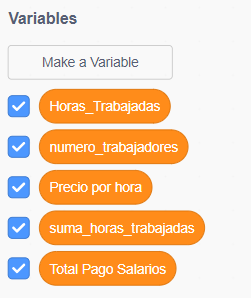 Variables
Make a Variable
Horas_Trabajadas
numero_trabajadores
Precio por hora
suma_horas_trabajadas
Total Pago Salarios